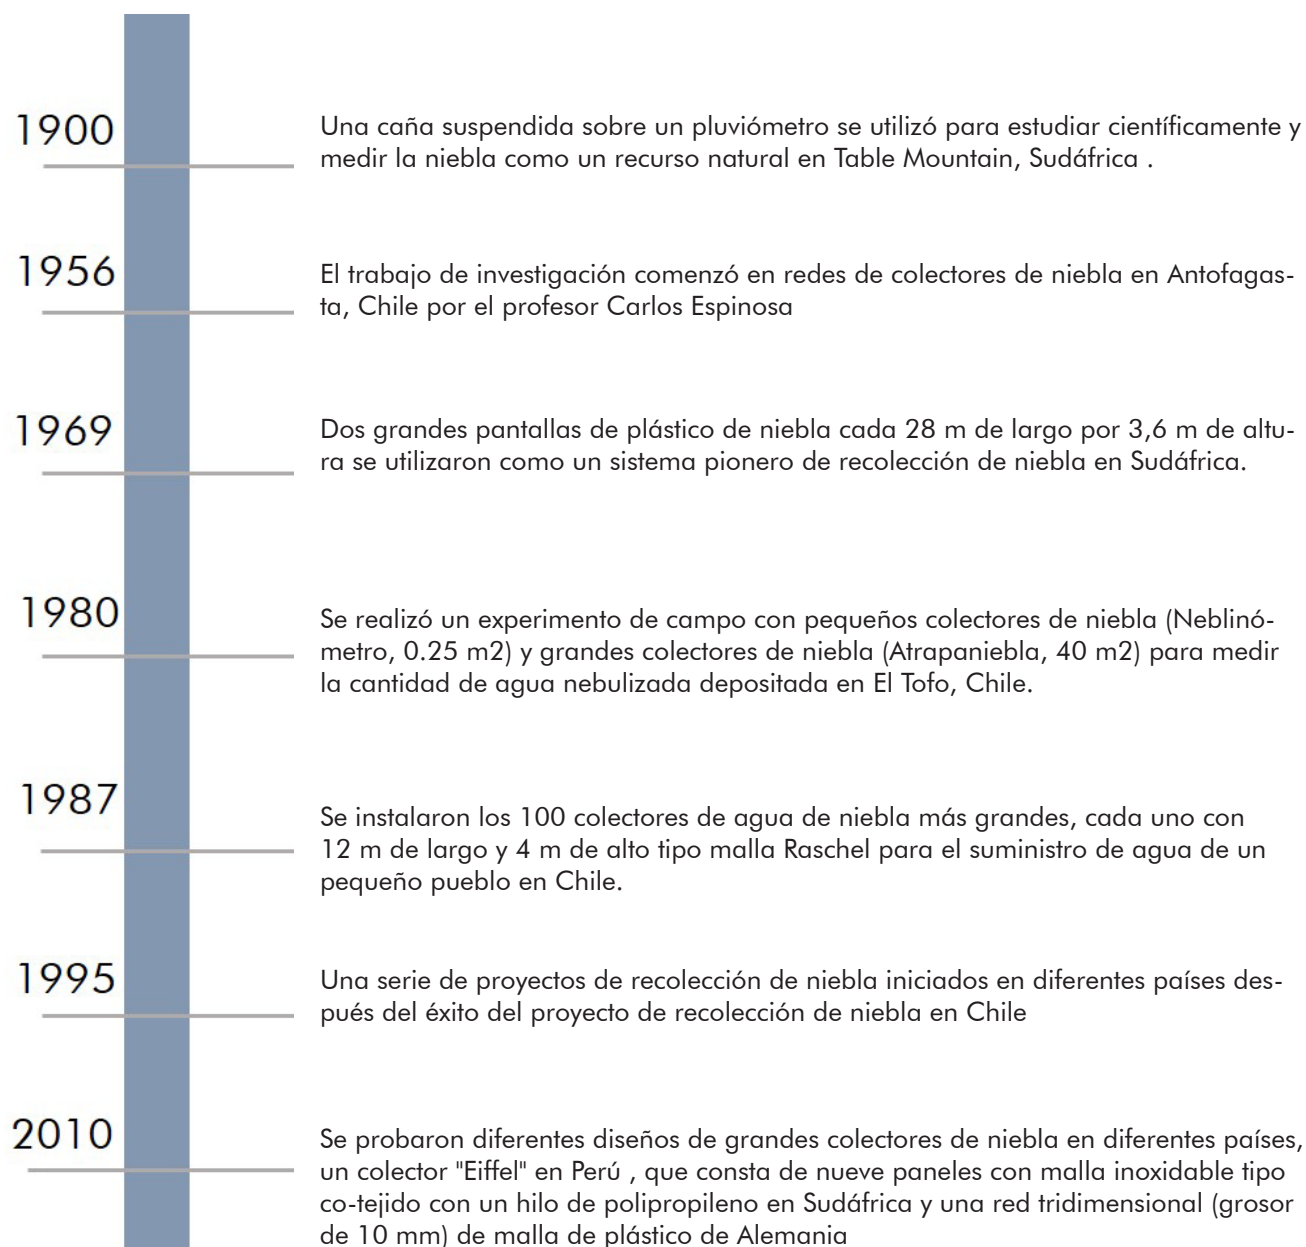 1900
Una caña suspendida sobre un pluviómetro se utilizó para estudiar científicamente y
medir la niebla como un recurso natural en Table Mountain, Sudáfrica .
1956
El trabajo de investigación comenzó en redes de colectores de niebla en Antofagas-
ta, Chile por el profesor Carlos Espinosa
1969
Dos grandes pantallas de plástico de niebla cada 28 m de largo por 3,6 m de altu-
ra se utilizaron como un sistema pionero de recolección de niebla en Sudáfrica.
1980
Se realizó un experimento de campo con pequeños colectores de niebla (Neblinó-
metro, 0.25 m2) y grandes colectores de niebla (Atrapaniebla, 40 m2) para medir
la cantidad de agua nebulizada depositada en El Tofo, Chile.
1987
Se instalaron los 100 colectores de agua de niebla más grandes, cada uno con
12 m de largo y 4 m de alto tipo malla Raschel para el suministro de agua de un
pequeño pueblo en Chile.
1995
Una serie de proyectos de recolección de niebla iniciados en diferentes países des-
pués del éxito del proyecto de recolección de niebla en Chile
2010
Se probaron diferentes diseños de grandes colectores de niebla en diferentes países,
un colector "Eiffel" en Perú , que consta de nueve paneles con malla inoxidable tipo
co-tejido con un hilo de polipropileno en Sudáfrica y una red tridimensional (grosor
de 10 mm) de malla de plástico de Alemania